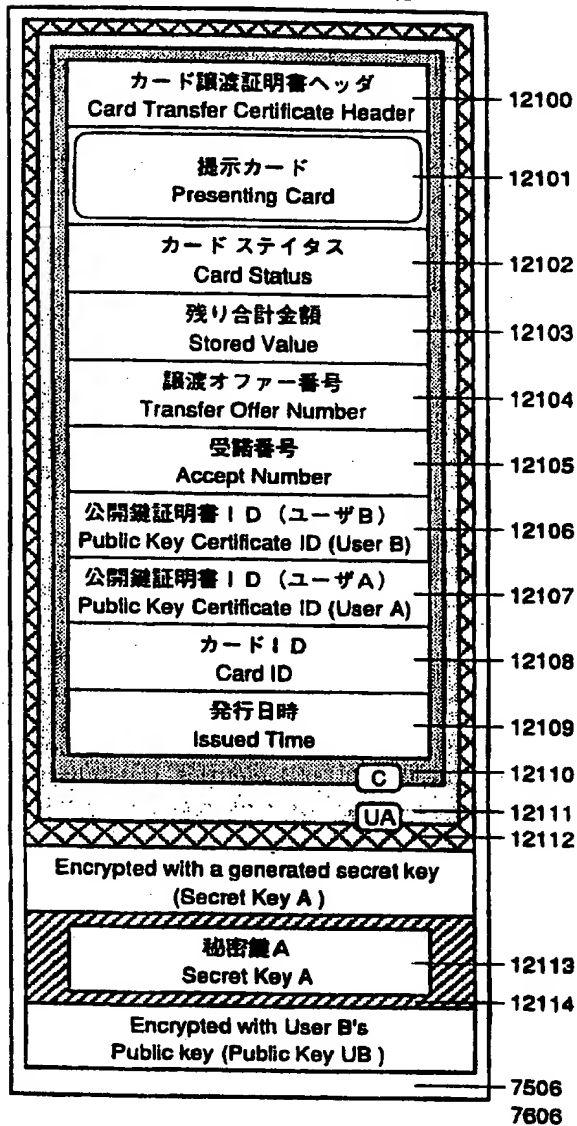 カード譲渡証明書ヘッダ
Card Transfer Certificate Header
12100
提示カード
Presenting Card
12101
カード ステイタス
Card Status
12102
残り合計金額
Stored Value
12103
譲渡オファー番号
Transfer Offer Number
12104
受諾番号
Accept Number
12105
公開鍵証明書ID（ユーザB）
Public Key Certificate ID (User B)
12106
公開鍵証明書ID（ユーザA）
Public Key Certificate ID (User A)
12107
カードID
Card ID
12108
発行日時
Issued Time
12109
C
12110
UA
12111
12112
Encrypted with a generated secret key
(Secret Key A )
秘密鍵A
Secret Key A
12113
12114
Encrypted with User B's
Public key (Public Key UB )
7506
7606